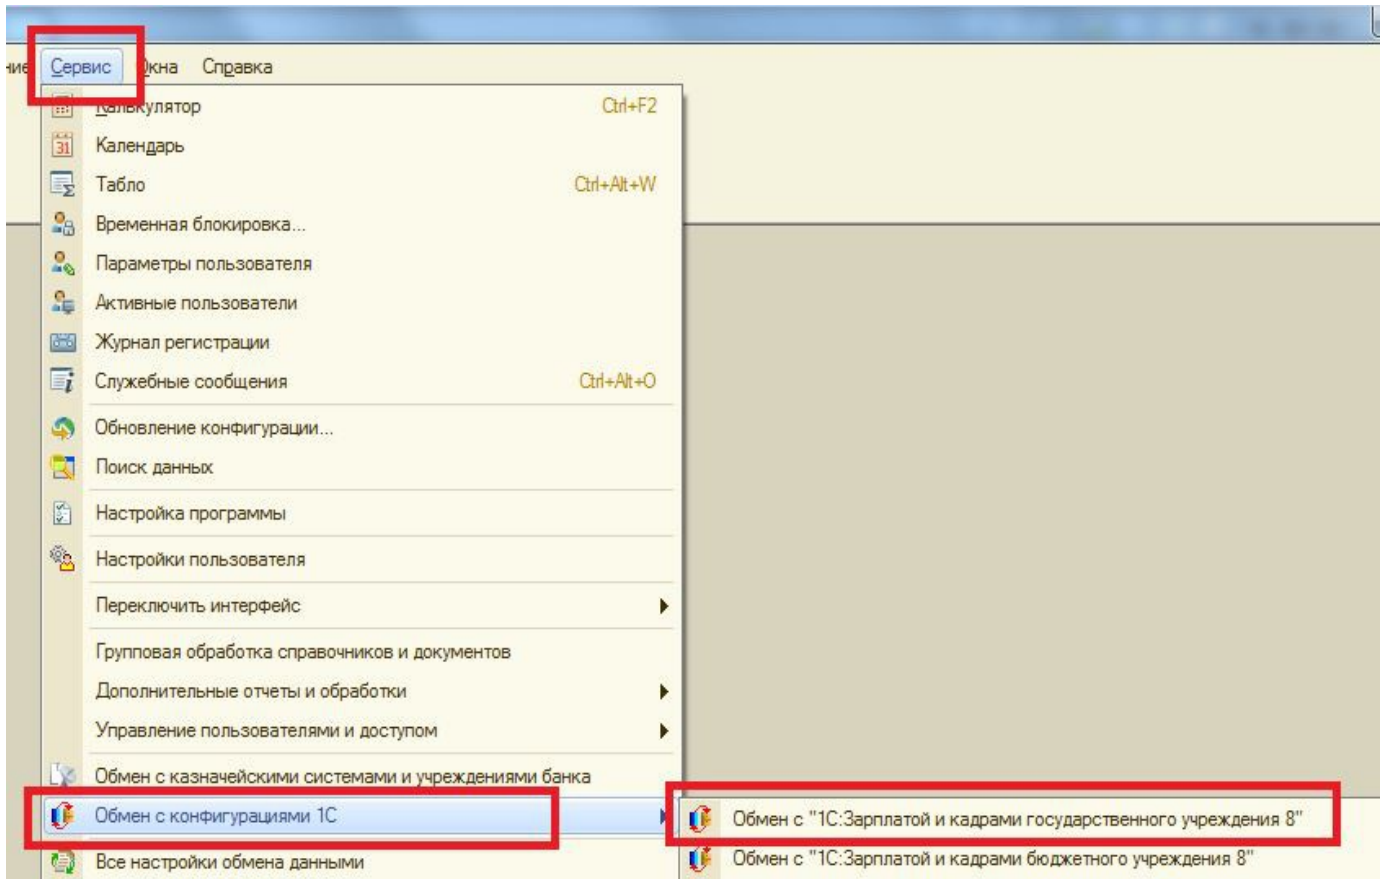 ние Сервис Окна Справка
Калькулятор Ctrl+F2
Календарь
Табло Ctrl+Alt+W
Временная блокировка...
Параметры пользователя
Активные пользователи
Журнал регистрации
Служебные сообщения Ctrl+Alt+O
Обновление конфигурации...
Поиск данных
Настройка программы
Настройки пользователя
Переключить интерфейс
Групповая обработка справочников и документов
Дополнительные отчеты и обработки
Управление пользователями и доступом
Обмен с казначейскими системами и учреждениями банка
Обмен с конфигурациями 1С
Обмен с "1С:Зарплатой и кадрами государственного учреждения 8"
Все настройки обмена данными
Обмен с "1С:Зарплатой и кадрами бюджетного учреждения 8"